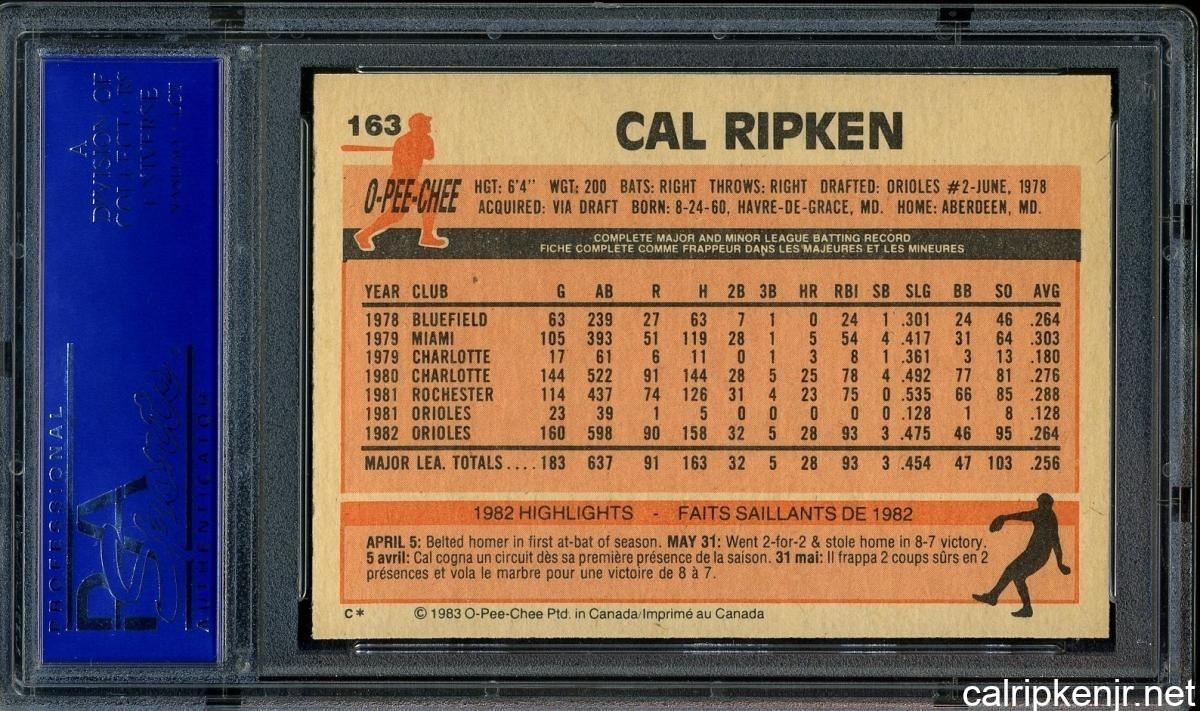 163
CAL RIPKEN
O-PEE-CHEE
HGT: 6'4" WGT: 200 BATS: RIGHT THROWS: RIGHT DRAFTED: ORIOLES #2-JUNE, 1978
ACQUIRED: VIA DRAFT BORN: 8-24-60, HAVRE-DE-GRACE, MD. HOME: ABERDEEN, MD.
COMPLETE MAJOR AND MINOR LEAGUE BATTING RECORD
FICHE COMPLETE COMME FRAPPEUR DANS LES MAJEURES ET LES MINEURES
YEAR CLUB G AB R H 2B 3B HR RBI SB SLG BB SO AVG
1978 BLUEFIELD 63 239 27 63 7 1 0 24 1 .301 24 46 .264
1979 MIAMI 105 393 51 119 28 1 5 54 4 .417 31 64 .303
1979 CHARLOTTE 17 61 6 11 0 1 3 8 1 .361 3 13 .180
1980 CHARLOTTE 144 522 91 144 28 5 25 78 4 .492 77 81 .276
1981 ROCHESTER 114 437 74 126 31 4 23 75 0 .535 66 85 .288
1981 ORIOLES 23 39 1 5 0 0 0 0 0 .128 1 8 .128
1982 ORIOLES 160 598 90 158 32 5 28 93 3 .475 46 95 .264
MAJOR LEA. TOTALS.... 183 637 91 163 32 5 28 93 3 .454 47 103 .256
1982 HIGHLIGHTS - FAITS SAILLANTS DE 1982
APRIL 5: Belted homer in first at-bat of season. MAY 31: Went 2-for-2 & stole home in 8-7 victory.
5 avril: Cal cogna un circuit dès sa première présence de la saison. 31 mai: Il frappa 2 coups sûrs en 2
présences et vola le marbre pour une victoire de 8 à 7.
C* © 1983 O-Pee-Chee Ptd. in Canada/Imprimé au Canada
A
DIVISION OF
COLLECTORS
UNIVERSE
PROFESSIONAL
PSA
Sports
AUTHENTICATOR
calripkenjr.net